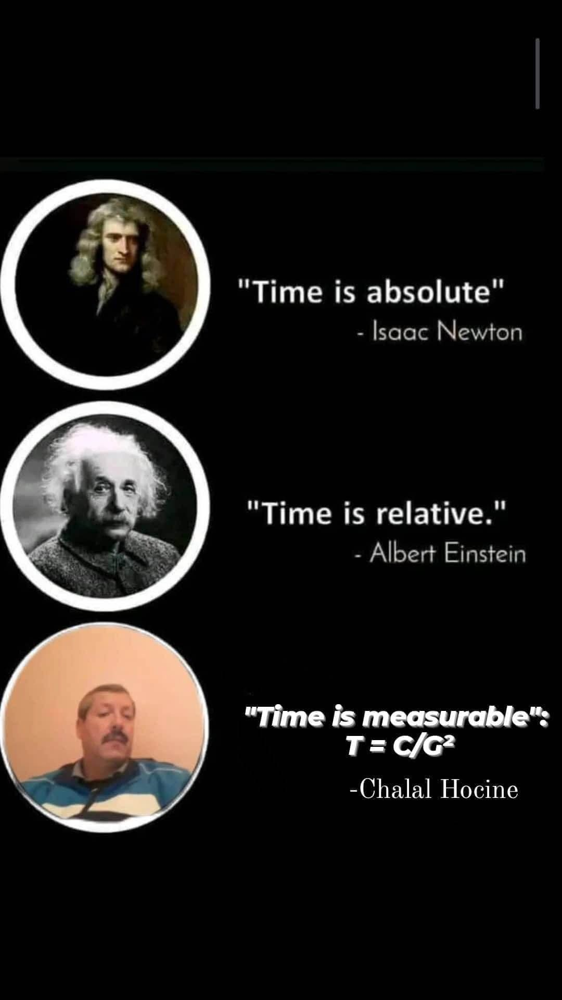 "Time is absolute"
- Isaac Newton
"Time is relative."
- Albert Einstein
"Time is measurable":
T = C/G²
-Chalal Hocine